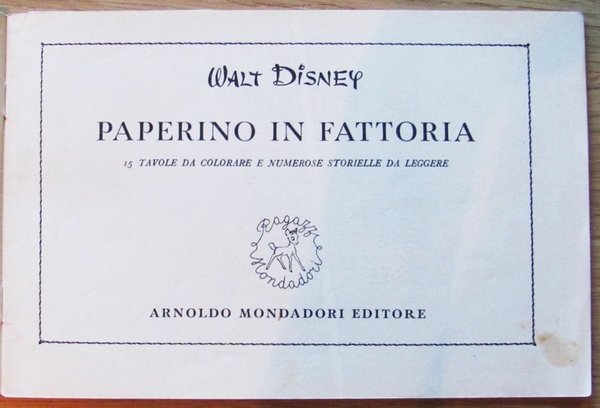 WALT DISNEY
PAPERINO IN FATTORIA
15 TAVOLE DA COLORARE E NUMEROSE STORIELLE DA LEGGERE
Ragazzi
Mondadori
ARNOLDO MONDADORI EDITORE